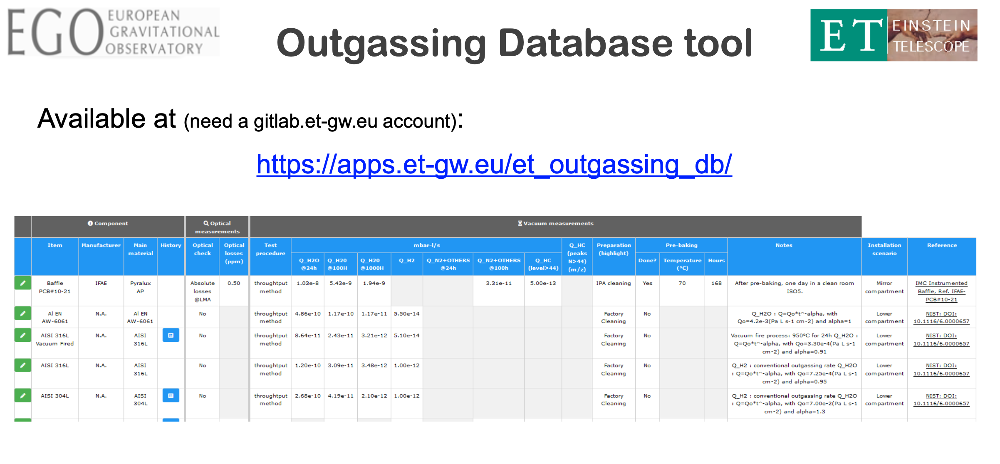 EGO EUROPEAN
GRAVITATIONAL
OBSERVATORY
Outgassing Database tool
ET EINSTEIN
TELESCOPE
Available at (need a gitlab.et-gw.eu account):
https://apps.et-gw.eu/et_outgassing_db/
Component
Optical
measurements
Vacuum measurements
Item Manufacturer Main
material History Optical
check Optical
losses
(ppm) Test
procedure mbar-l/s Q_HC
(peaks
N>44)
(m/z) Preparation
(highlight) Pre-baking Notes Installation
scenario Reference
Q_H2O
@24h Q_H20
@100H Q_H20
@1000H Q_H2 Q_N2+OTHERS
@24h Q_N2+OTHERS
@100h Q_HC
(level>44) Done? Temperature
(°C) Hours
Baffle
PCB#10-21 IFAE Pyralux
AP Absolute
losses
@LMA 0.50 throughtput
method 1.03e-8 5.43e-9 1.94e-9 3.31e-11 5.00e-13 IPA cleaning Yes 70 168 After pre-baking, one day in a clean room
ISO5. Mirror
compartment IMC Instrumented
Baffle, Ref. IFAE-
PCB#10-21
Al EN
AW-6061 N.A. Al EN
AW-6061 No throughtput
method 4.86e-10 1.17e-10 1.17e-11 5.50e-14 Factory
Cleaning No Q_H2O : Q=Qo*t^-alpha, with
Qo=4.2e-3(Pa L s-1 cm-2) and alpha=1 Lower
compartment NIST: DOI:
10.1116/6.0000657
AISI 316L
Vacuum Fired N.A. AISI
316L No throughtput
method 8.64e-11 2.43e-11 3.21e-12 5.10e-14 Factory
Cleaning No Vacuum fire process: 950°C for 24h Q_H2O :
Q=Qo*t^-alpha, with Qo=3.30e-4(Pa L s-1
cm-2) and alpha=0.91 Lower
compartment NIST: DOI:
10.1116/6.0000657
AISI 316L N.A. AISI
316L No throughtput
method 1.20e-10 3.09e-11 3.48e-12 1.00e-12 Factory
Cleaning No Q_H2 : conventional outgassing rate Q_H2O
: Q=Qo*t^-alpha, with Qo=7.25e-4(Pa L s-1
cm-2) and alpha=0.95 Lower
compartment NIST: DOI:
10.1116/6.0000657
AISI 304L N.A. AISI
304L No throughtput
method 2.68e-10 4.19e-11 2.10e-12 1.00e-12 Factory
Cleaning No Q_H2 : conventional outgassing rate Q_H2O
: Q=Qo*t^-alpha, with Qo=7.00e-2(Pa L s-1
cm-2) and alpha=1.3 Lower
compartment NIST: DOI:
10.1116/6.0000657